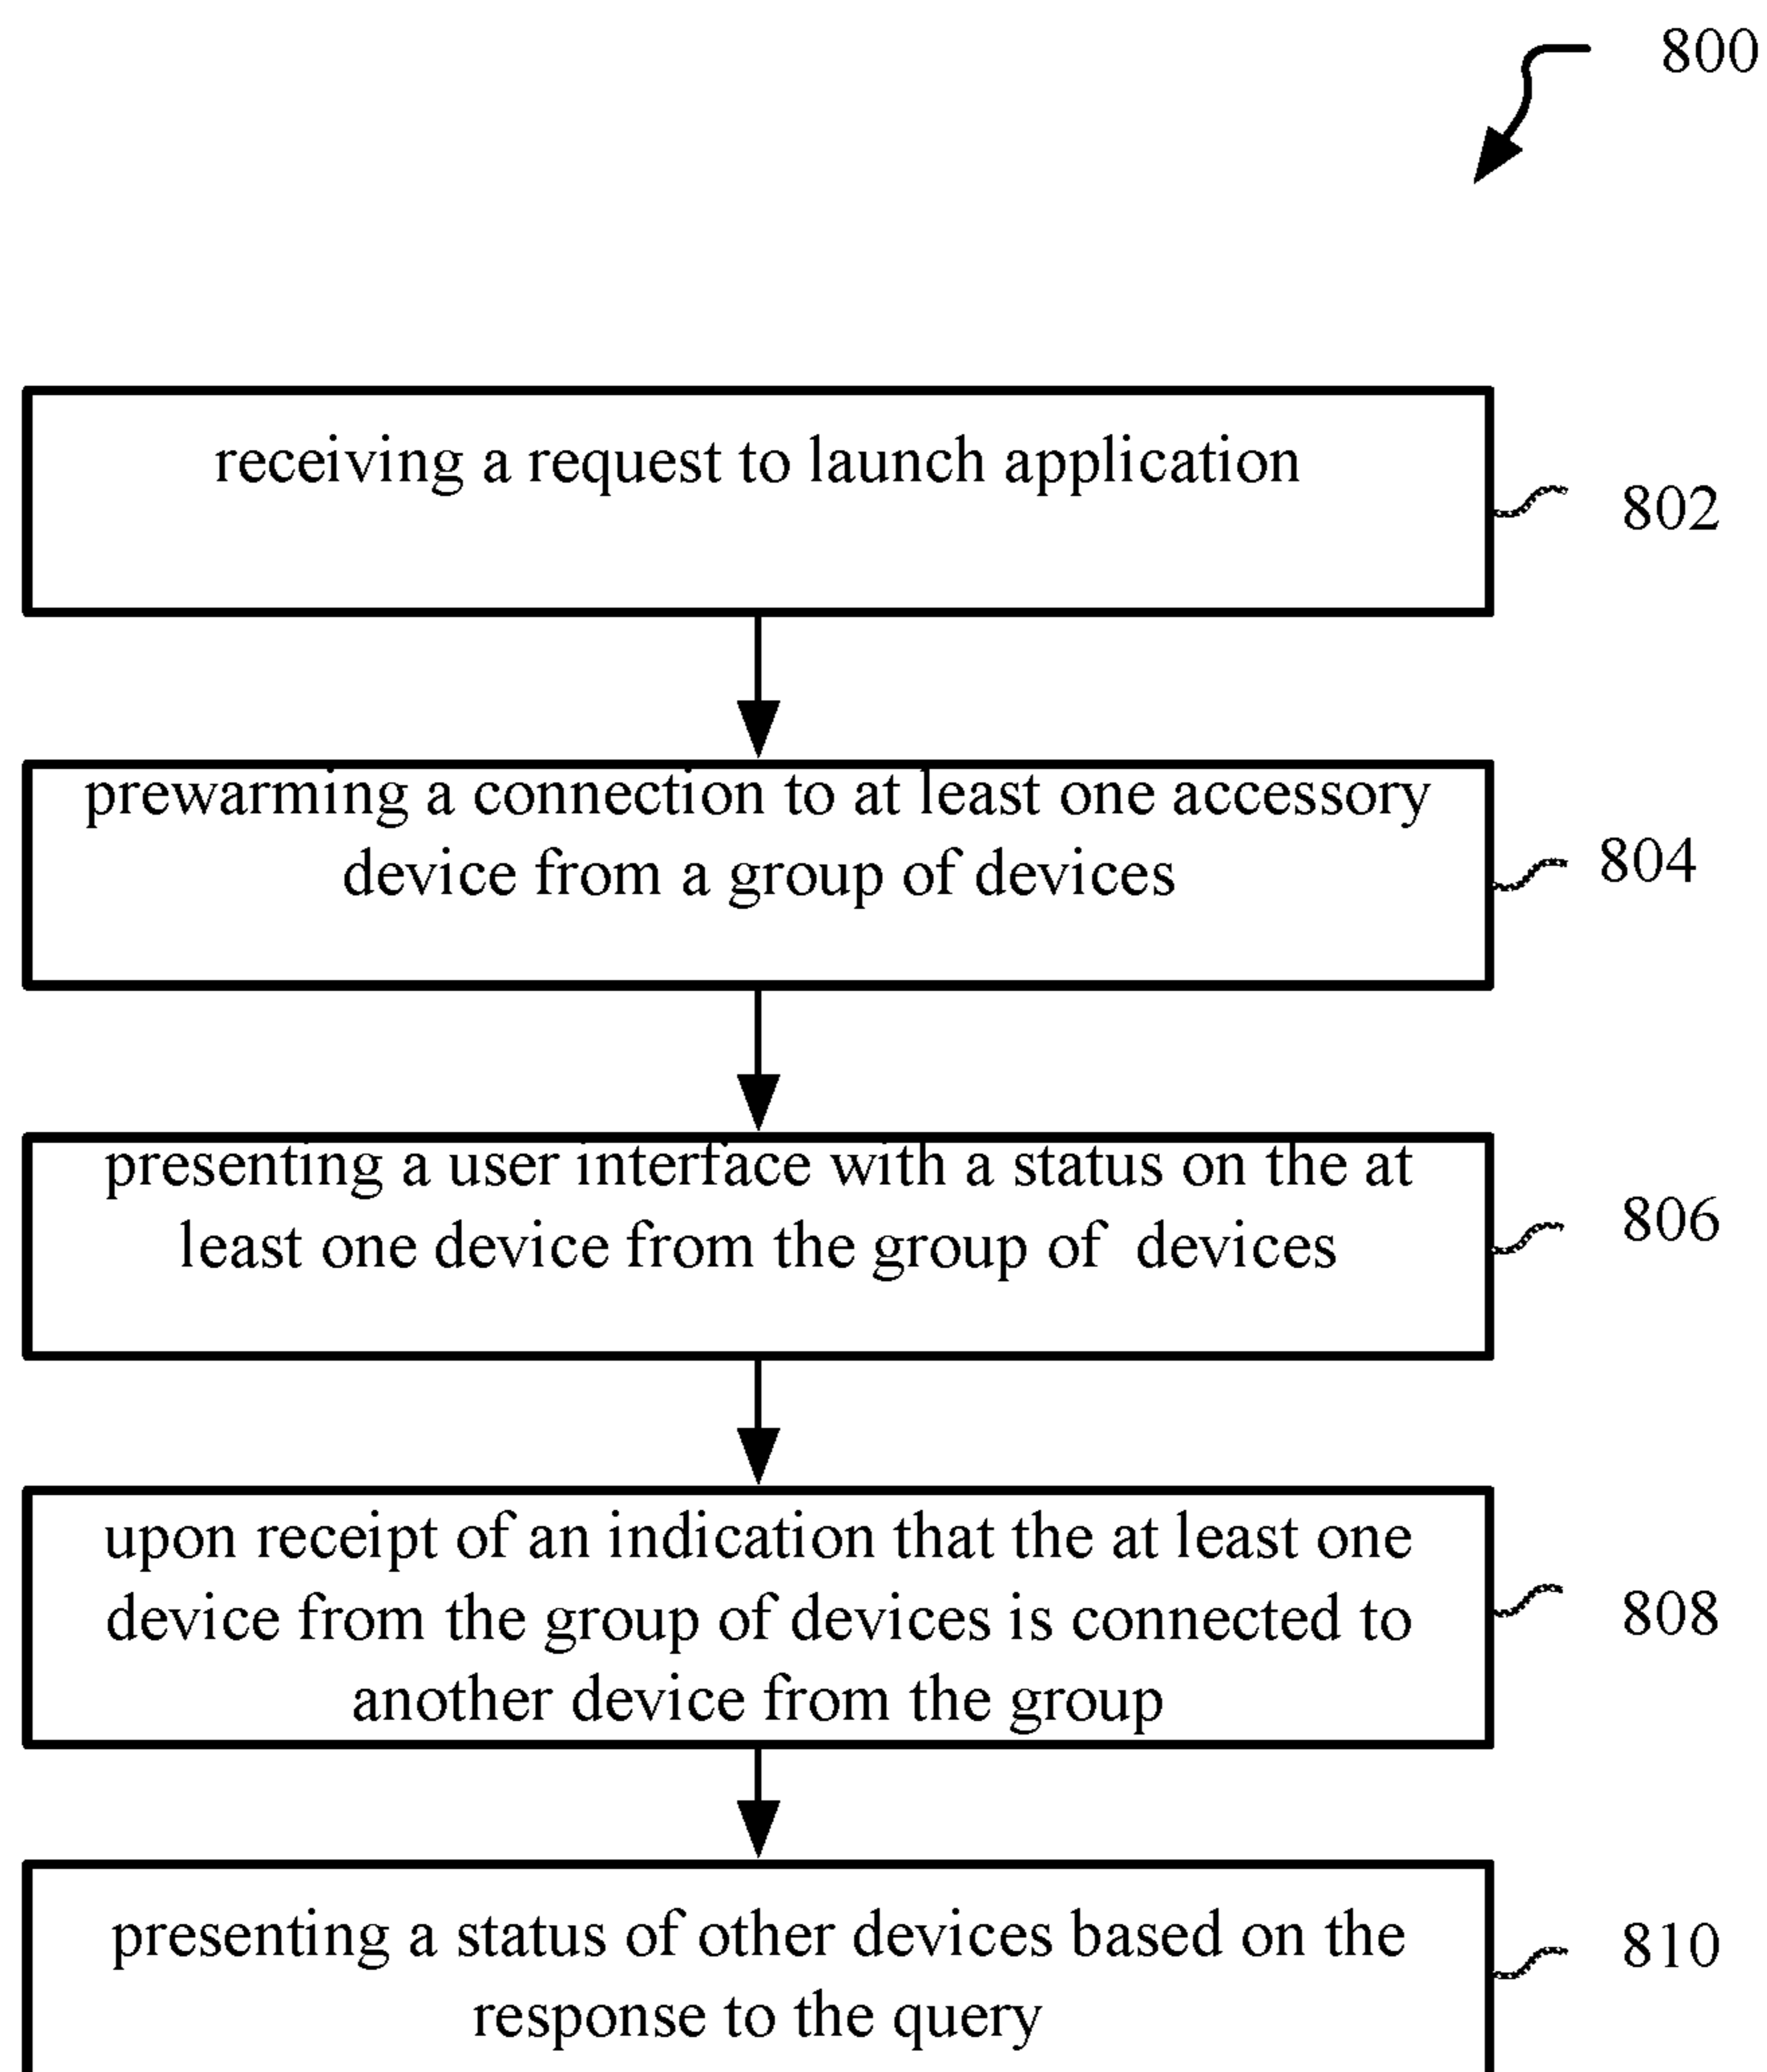 800
receiving a request to launch application
802
prewarming a connection to at least one accessory
device from a group of devices
804
presenting a user interface with a status on the at
least one device from the group of  devices
806
upon receipt of an indication that the at least one
device from the group of devices is connected to
another device from the group
808
presenting a status of other devices based on the
response to the query
810